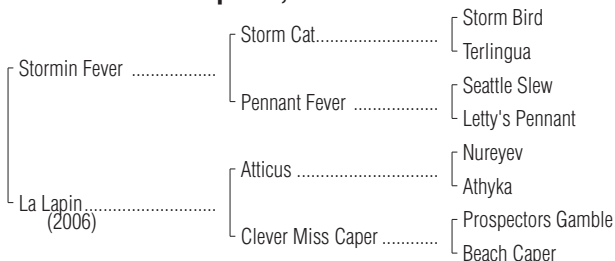 Storm Bird
Storm Cat..............................
Terlingua
Stormin Fever .................
Seattle Slew
Pennant Fever .................
Letty's Pennant
Nureyev
Atticus ..............................
Athyka
La Lapin..........................
(2006)
Prospectors Gamble
Clever Miss Caper ............
Beach Caper